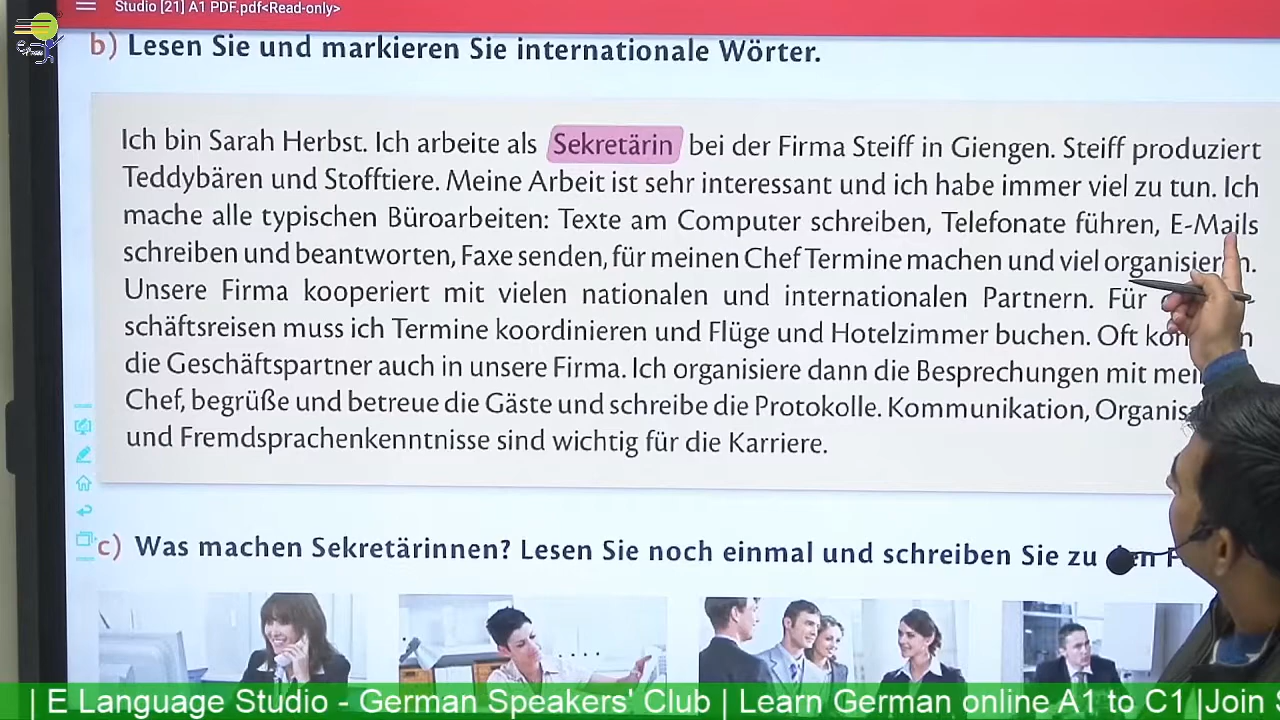 Studio [21] A1 PDF.pdf<Read-only>
b) Lesen Sie und markieren Sie internationale Wörter.
Ich bin Sarah Herbst. Ich arbeite als Sekretärin bei der Firma Steiff in Giengen. Steiff produziert
Teddybären und Stofftiere. Meine Arbeit ist sehr interessant und ich habe immer viel zu tun. Ich
mache alle typischen Büroarbeiten: Texte am Computer schreiben, Telefonate führen, E-Mails
schreiben und beantworten, Faxe senden, für meinen Chef Termine machen und viel organisieren.
Unsere Firma kooperiert mit vielen nationalen und internationalen Partnern. Für
schäftsreisen muss ich Termine koordinieren und Flüge und Hotelzimmer buchen. Oft
die Geschäftspartner auch in unsere Firma. Ich organisiere dann die Besprechungen mit
Chef, begrüße und betreue die Gäste und schreibe die Protokolle. Kommunikation,
und Fremdsprachenkenntnisse sind wichtig für die Karriere.
c) Was machen Sekretärinnen? Lesen Sie noch einmal und schreiben Sie zu
| E Language Studio - German Speakers' Club | Learn German online A1 to C1 |Join